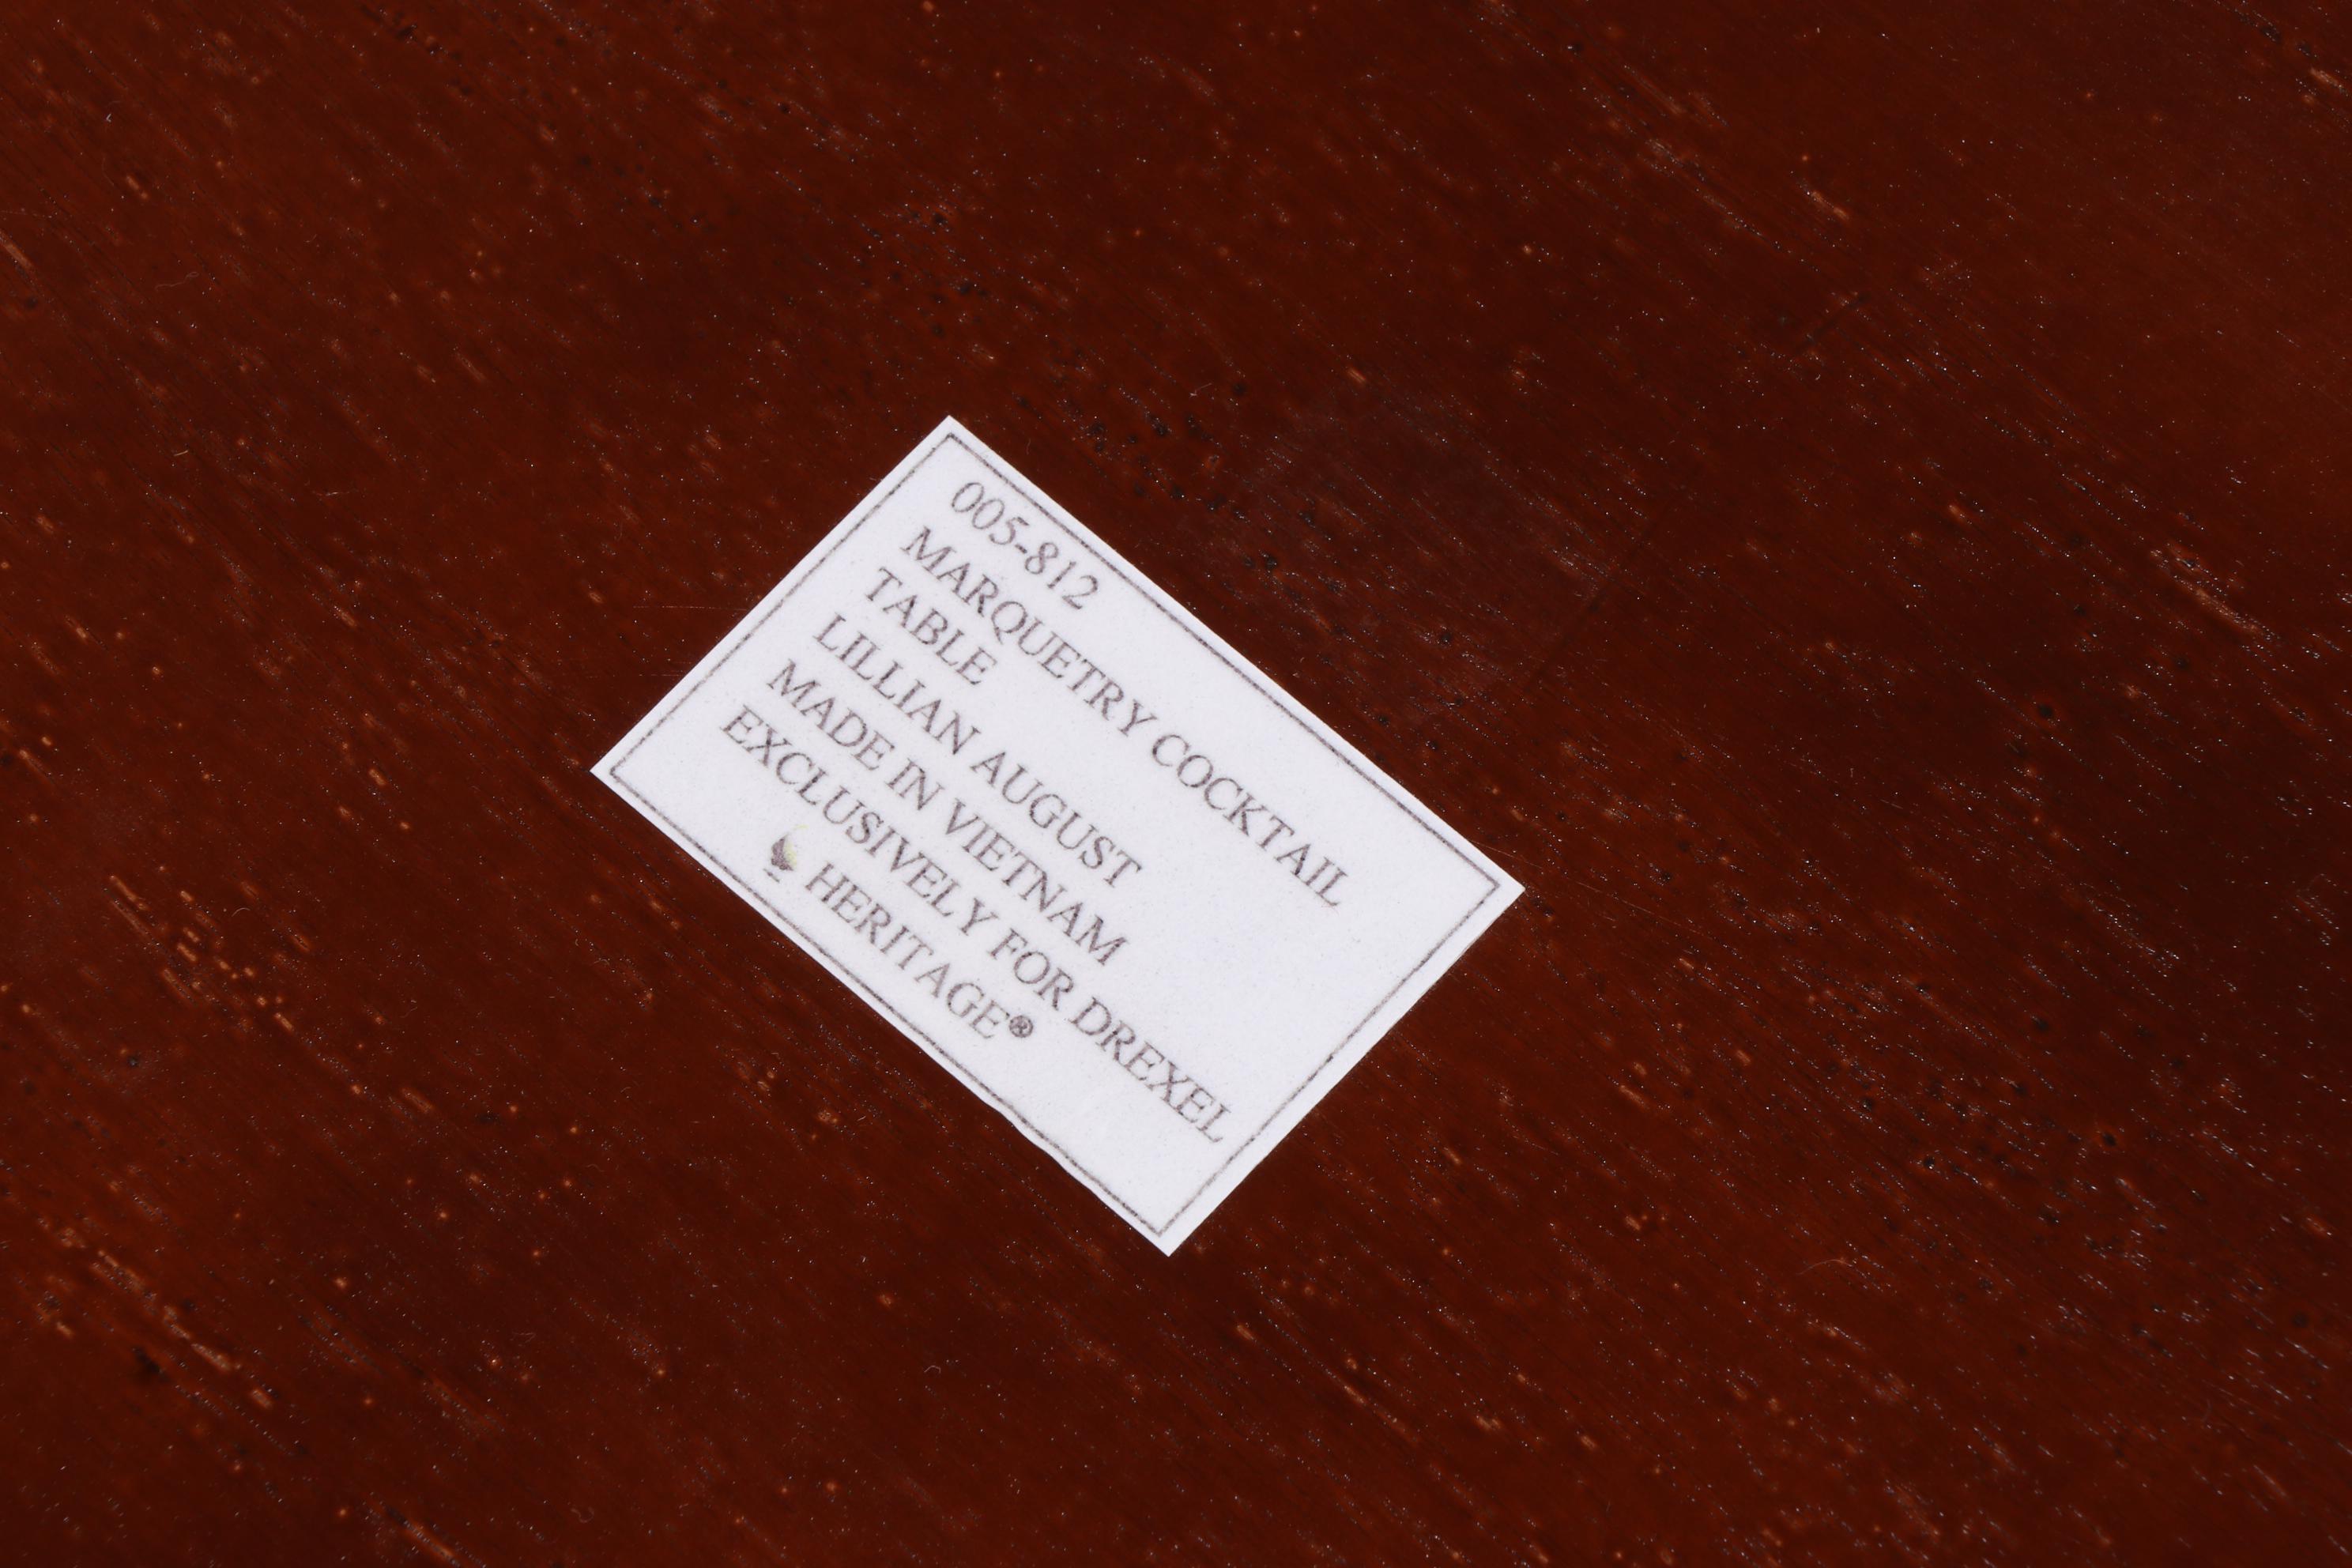 005-812
MARQUETRY COCKTAIL
TABLE
LILLIAN AUGUST
MADE IN VIETNAM
EXCLUSIVELY FOR DREXEL
HERITAGE®